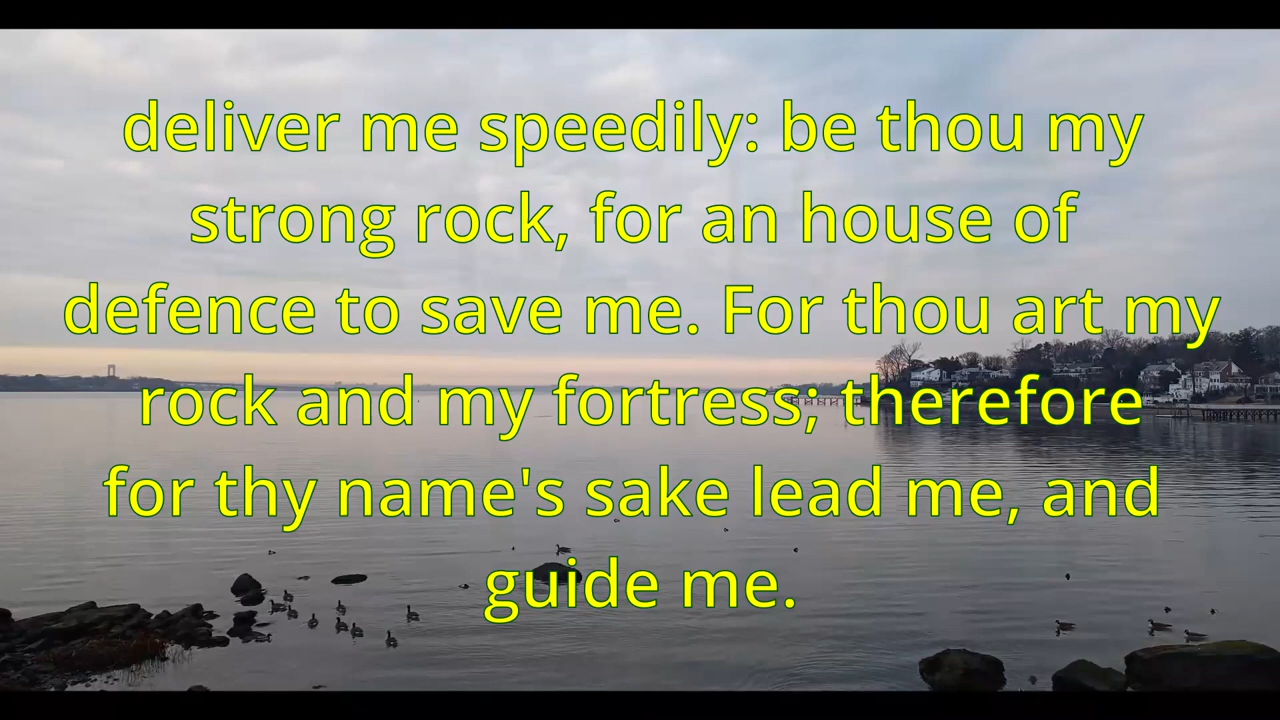 deliver me speedily: be thou my
strong rock, for an house of
defence to save me. For thou art my
rock and my fortress, therefore
for thy name's sake lead me, and
guide me.